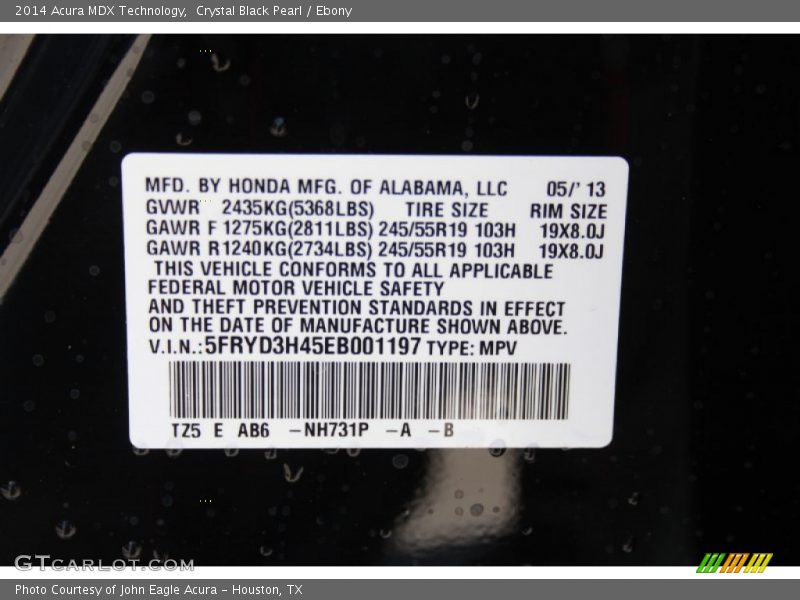 2014 Acura MDX Technology,  Crystal Black Pearl / Ebony
MFD. BY HONDA MFG. OF ALABAMA, LLC 05/' 13
GVWR 2435KG(5368LBS) TIRE SIZE RIM SIZE
GAWR F 1275KG(2811LBS) 245/55R19 103H 19X8.0J
GAWR R 1240KG(2734LBS) 245/55R19 103H 19X8.0J
THIS VEHICLE CONFORMS TO ALL APPLICABLE
FEDERAL MOTOR VEHICLE SAFETY
AND THEFT PREVENTION STANDARDS IN EFFECT
ON THE DATE OF MANUFACTURE SHOWN ABOVE.
V.I.N.:5FRYD3H45EB001197 TYPE: MPV
TZ5 E AB6 -NH731P -A -B
GTCARLOT.COM
Photo Courtesy of John Eagle Acura - Houston, TX